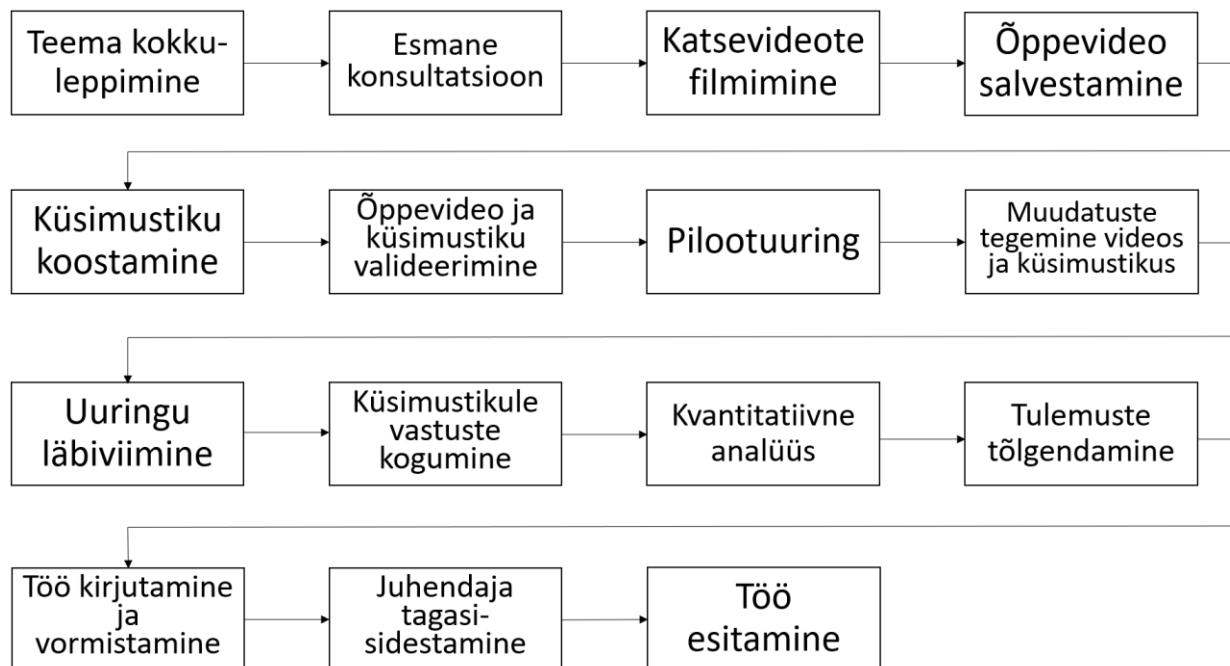 Teema kokku-
leppimine
Esmane
konsultatsioon
Katsevideote
filmimine
Õppevideo
salvestamine
Küsimustiku
koostamine
Õppevideo ja
küsimustiku
valideerimine
Pilootuuring
Muudatuste
tegemine videos
ja küsimustikus
Uuringu
läbiviimine
Küsimustikule
vastuste
kogumine
Kvantitatiivne
analüüs
Tulemuste
tõlgendamine
Töö kirjutamine
ja
vormistamine
Juhendaja
tagasi-
sidestamine
Töö
esitamine